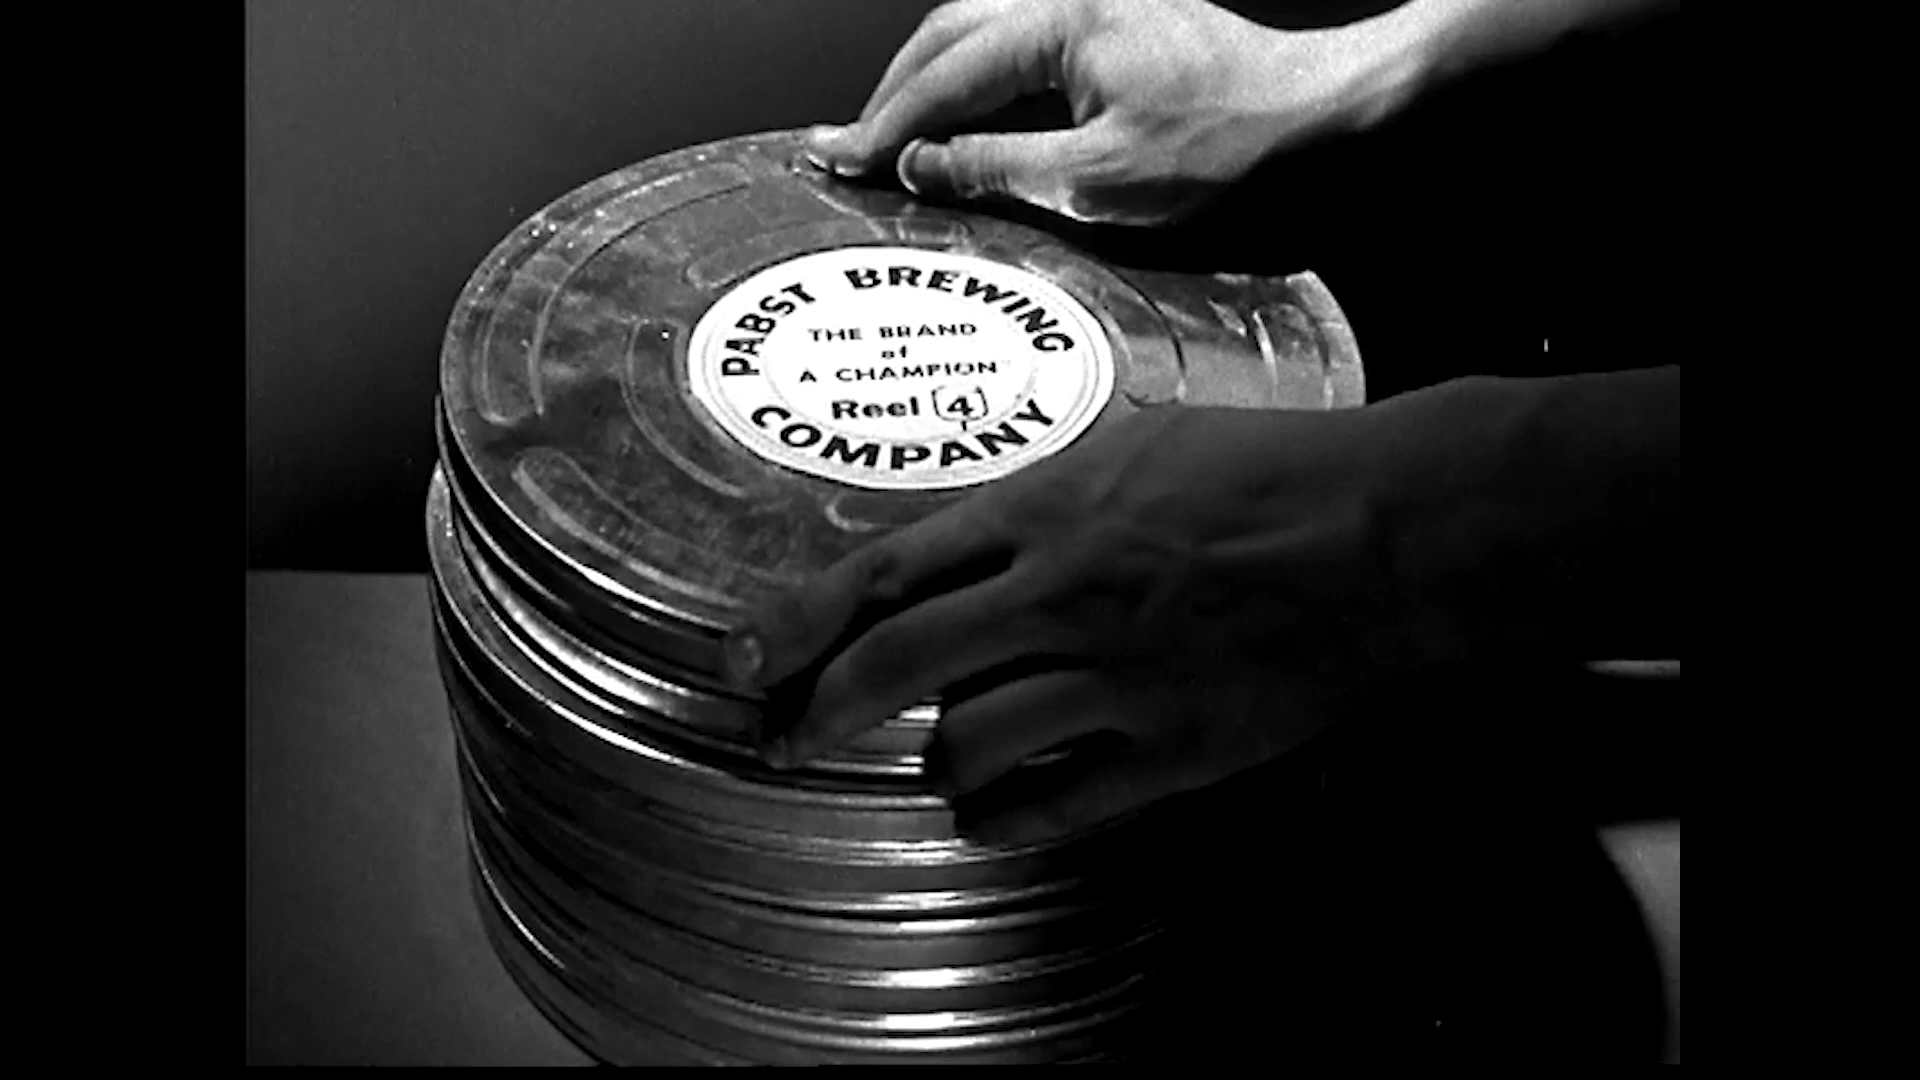 PABST BREWING
THE BRAND
of
A CHAMPION"
Reel (4)
COMPANY